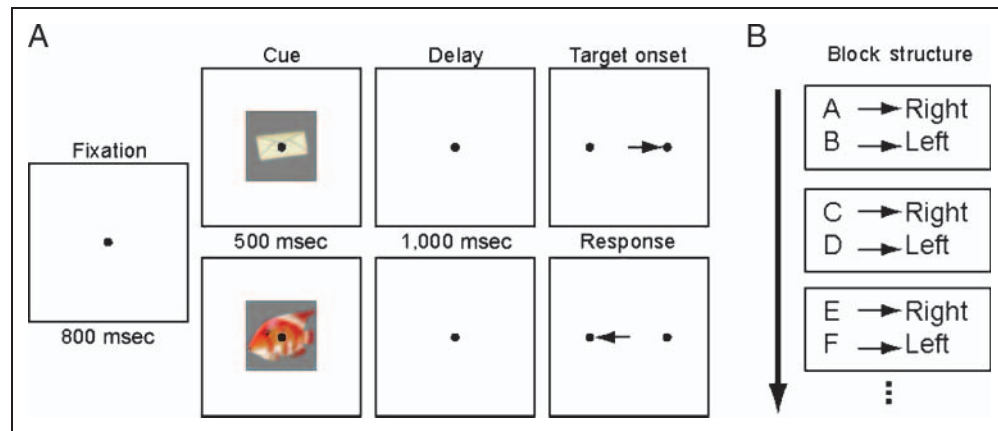 A
Fixation
800 msec
Cue
500 msec
Delay
1,000 msec
Target onset
Response
B
Block structure
A → Right
B → Left
C → Right
D → Left
E → Right
F → Left
⋮